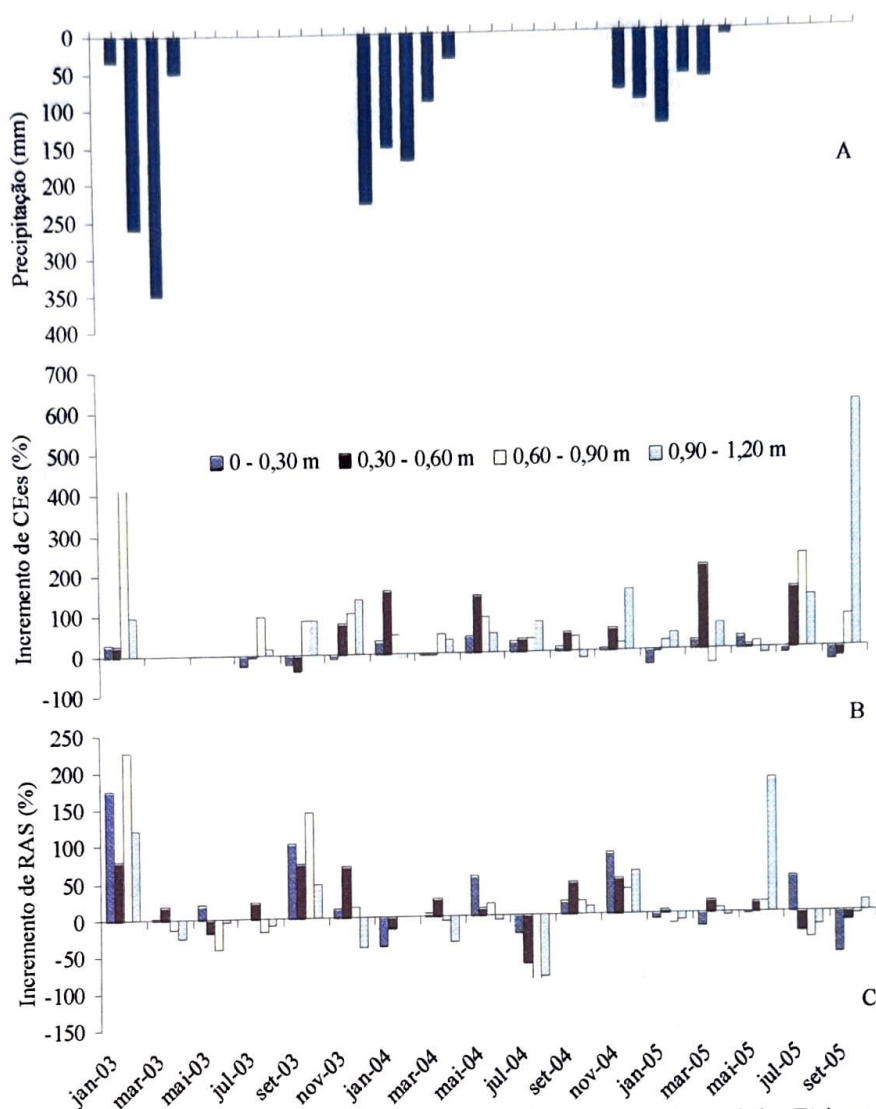 0
50
100
150
200
250
300
350
400
Precipitação (mm)
A
700
600
500
400
300
200
100
0
-100
Incremento de CEes (%)
0 - 0,30 m 0,30 - 0,60 m 0,60 - 0,90 m 0,90 - 1,20 m
B
250
200
150
100
50
0
-50
-100
-150
Incremento de RAS (%)
C
jan-03
mar-03
mai-03
jul-03
set-03
nov-03
jan-04
mar-04
mai-04
jul-04
set-04
nov-04
jan-05
mar-05
mai-05
jul-05
set-05